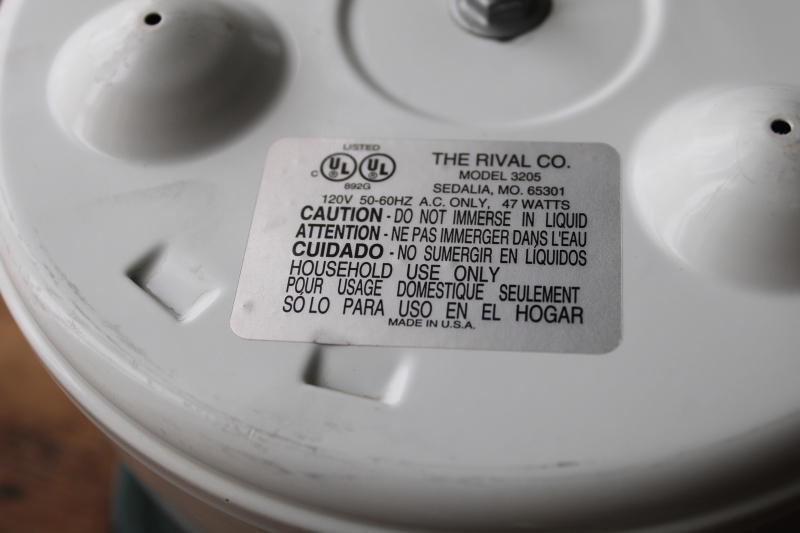 LISTED
C UL UL
892G
THE RIVAL CO.
MODEL 3205
SEDALIA, MO. 65301
120V 50-60HZ A.C. ONLY, 47 WATTS
CAUTION - DO NOT IMMERSE IN LIQUID
ATTENTION - NE PAS IMMERGER DANS L'EAU
CUIDADO - NO SUMERGIR EN LÍQUIDOS
HOUSEHOLD USE ONLY
POUR USAGE DOMESTIQUE SEULEMENT
SÓLO PARA USO EN EL HOGAR
MADE IN U.S.A.